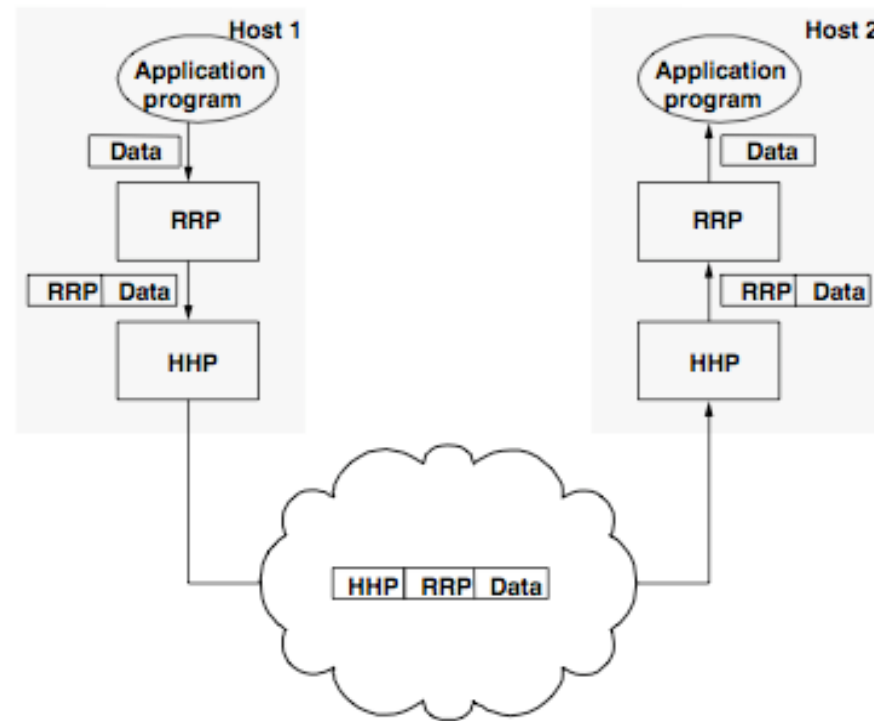 Host 1
Application
program
Data
RRP
RRP Data
HHP
Host 2
Application
program
Data
RRP
RRP Data
HHP
HHP RRP Data